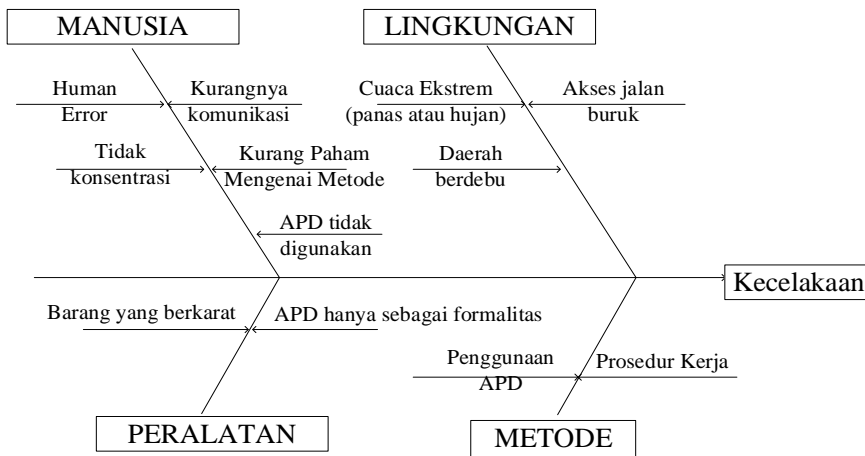 MANUSIA
LINGKUNGAN
Human
Error
Kurangnya
komunikasi
Cuaca Ekstrem
(panas atau hujan)
Akses jalan
buruk
Tidak
konsentrasi
Kurang Paham
Mengenai Metode
Daerah
berdebu
APD tidak
digunakan
Kecelakaan
Barang yang berkarat
APD hanya sebagai formalitas
Penggunaan
APD
Prosedur Kerja
PERALATAN
METODE